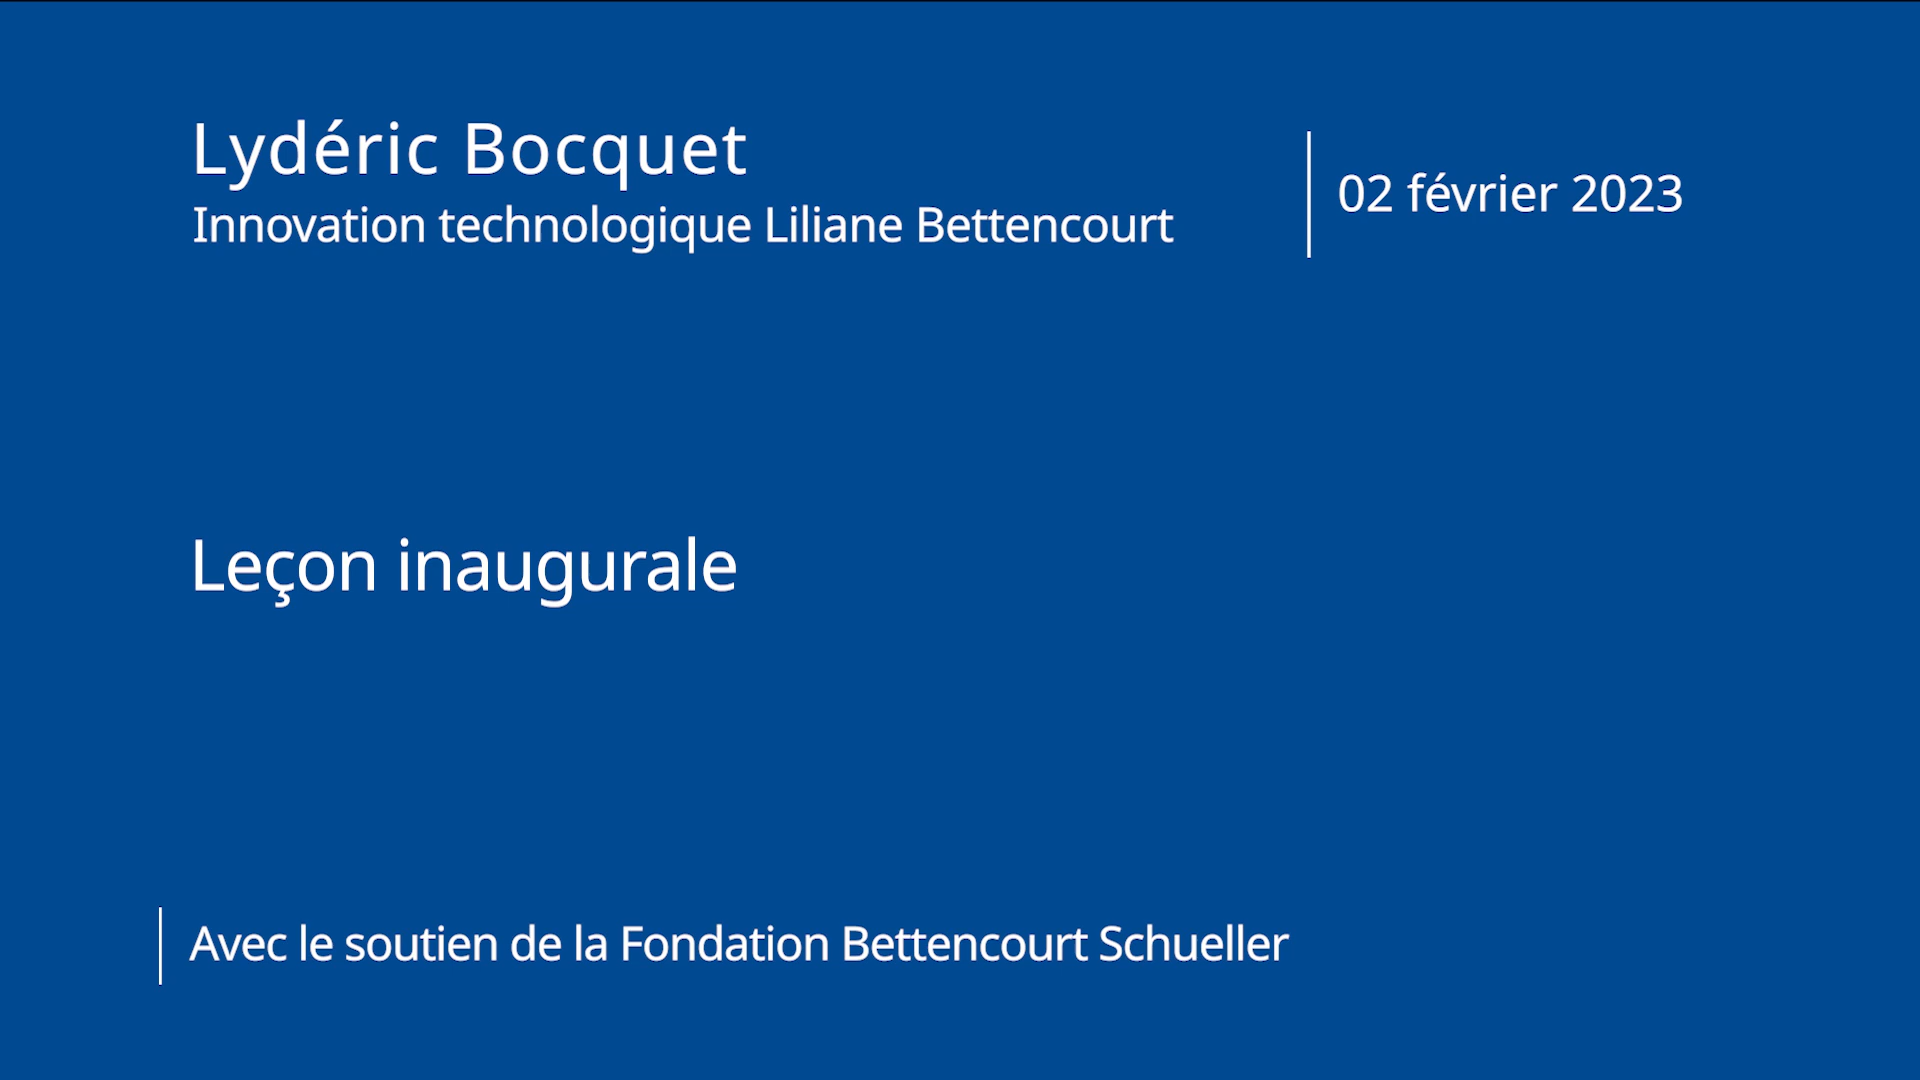 Lydéric Bocquet
Innovation technologique Liliane Bettencourt
02 février 2023
Leçon inaugurale
Avec le soutien de la Fondation Bettencourt Schueller